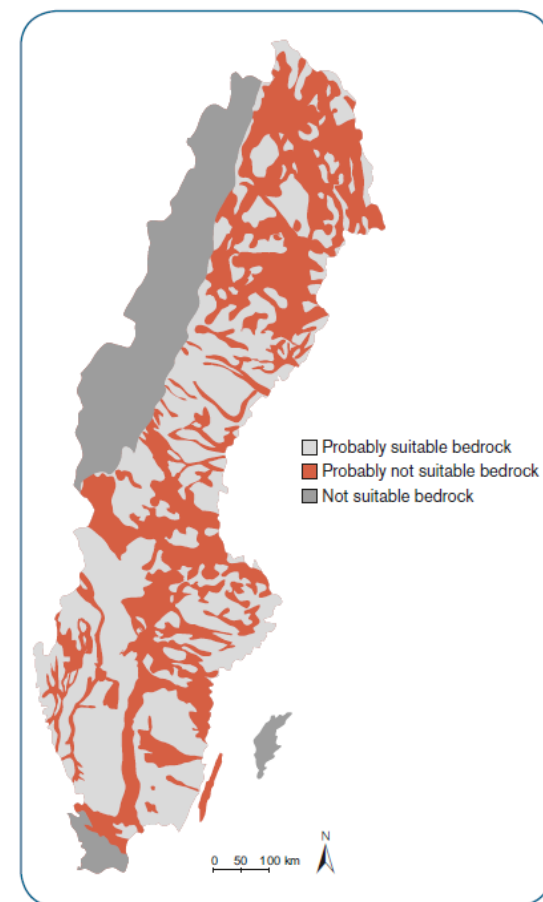 Probably suitable bedrock
Probably not suitable bedrock
Not suitable bedrock
N
0 50 100 km